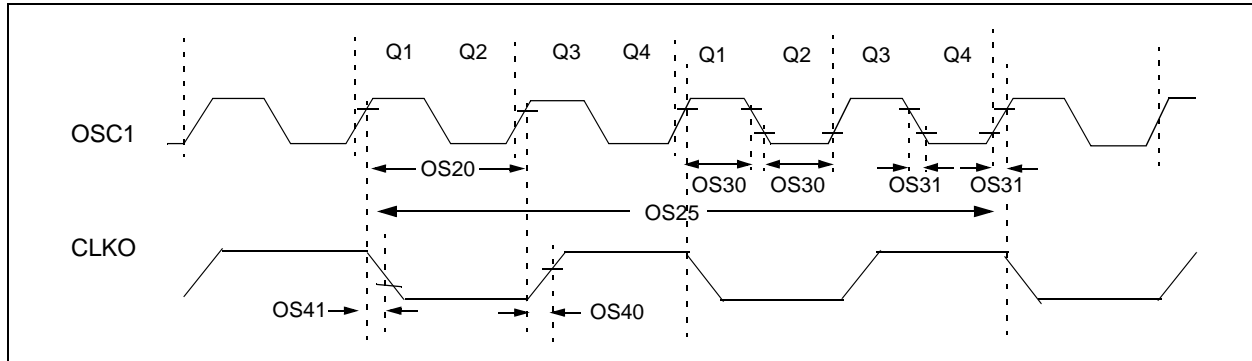 Q1 Q2 Q3 Q4 Q1 Q2 Q3 Q4
OSC1
OS20
OS30 OS30 OS31 OS31
OS25
CLKO
OS41 OS40